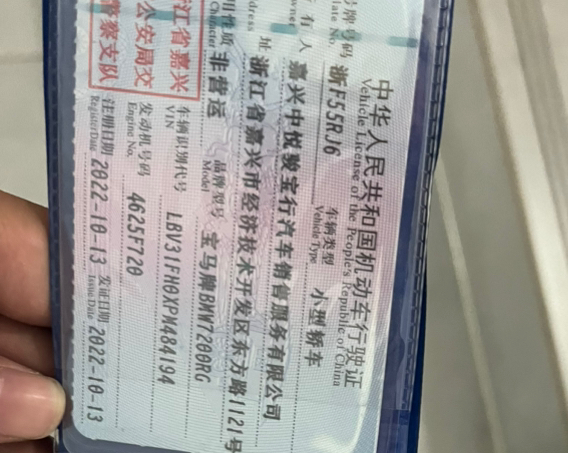 中华人民共和国机动车行驶证
Vehicle License of the People's Republic of China
号牌号码 浙F55RJ6 车辆类型 小型轿车
Plate No. Vehicle Type
所有人 嘉兴中悦骏宝行汽车销售服务有限公司
Owner
住址 浙江省嘉兴市经济技术开发区东方路1121号
Address
使用性质 非营运 品牌型号 宝马牌BMW7200RG
Character Model
浙江省嘉兴
公安局交
警察支队
车辆识别代号 LBV31FH0XPM484194
VIN
发动机号码 4625F720
Engine No.
注册日期 2022-10-13 发证日期 2022-10-13
Register Date Issue Date